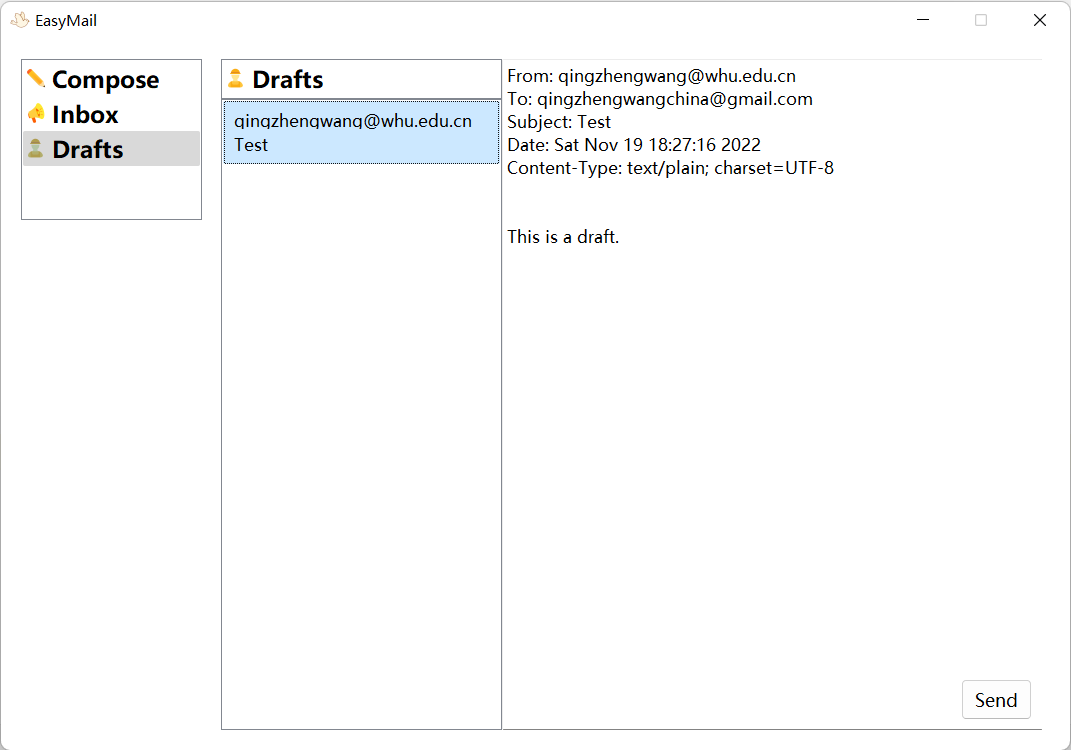 EasyMail
Compose
Inbox
Drafts
Drafts
qingzhengwang@whu.edu.cn
Test
From: qingzhengwang@whu.edu.cn
To: qingzhengwangchina@gmail.com
Subject: Test
Date: Sat Nov 19 18:27:16 2022
Content-Type: text/plain; charset=UTF-8
This is a draft.
Send